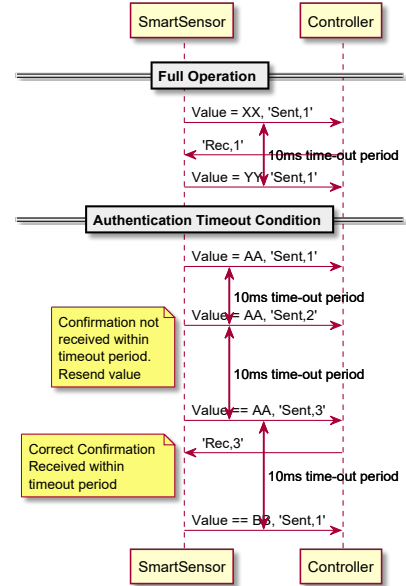 SmartSensor
Controller
Full Operation
Value = XX, 'Sent,1'
'Rec,1'
10ms time-out period
Value = YY, 'Sent,1'
Authentication Timeout Condition
Value = AA, 'Sent,1'
10ms time-out period
Value = AA, 'Sent,2'
Confirmation not
received within
timeout period.
Resend value
10ms time-out period
Value == AA, 'Sent,3'
'Rec,3'
Correct Confirmation
Received within
timeout period
10ms time-out period
Value == BB, 'Sent,1'
SmartSensor
Controller